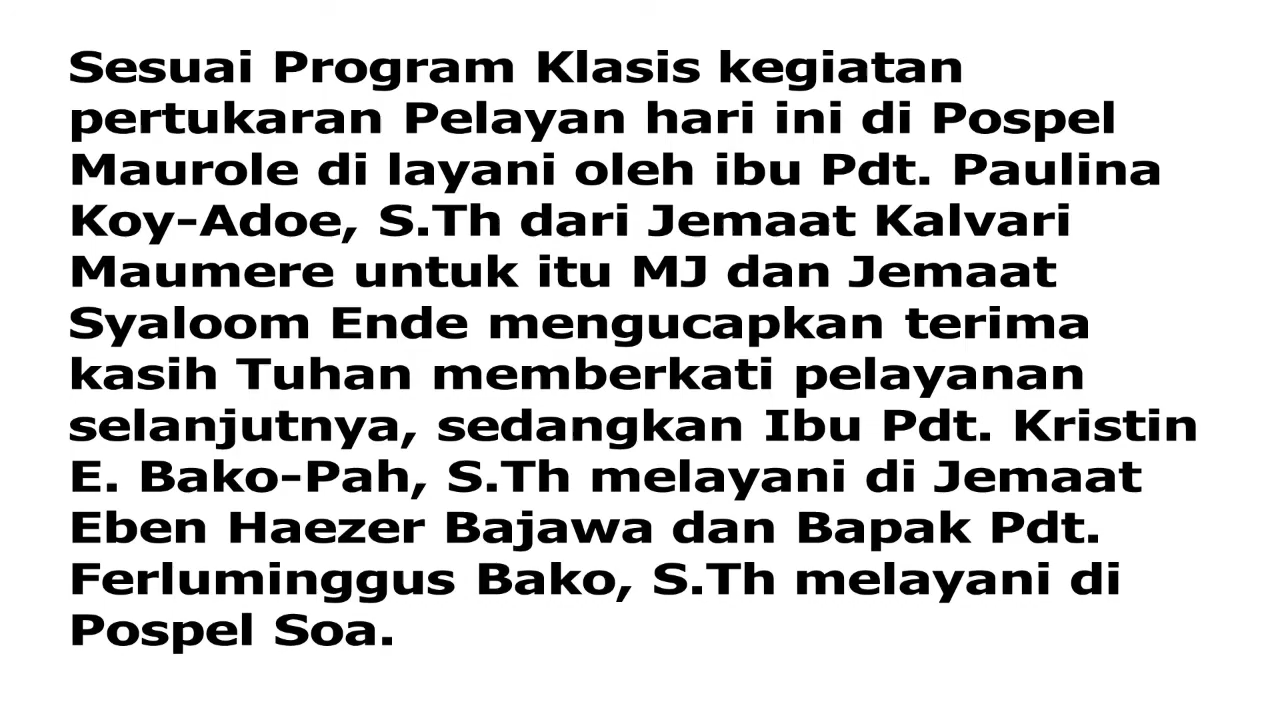 Sesuai Program Klasis kegiatan
pertukaran Pelayan hari ini di Pospel
Maurole di layani oleh ibu Pdt. Paulina
Koy-Adoe, S.Th dari Jemaat Kalvari
Maumere untuk itu MJ dan Jemaat
Syaloom Ende mengucapkan terima
kasih Tuhan memberkati pelayanan
selanjutnya, sedangkan Ibu Pdt. Kristin
E. Bako-Pah, S.Th melayani di Jemaat
Eben Haezer Bajawa dan Bapak Pdt.
Ferluminggus Bako, S.Th melayani di
Pospel Soa.